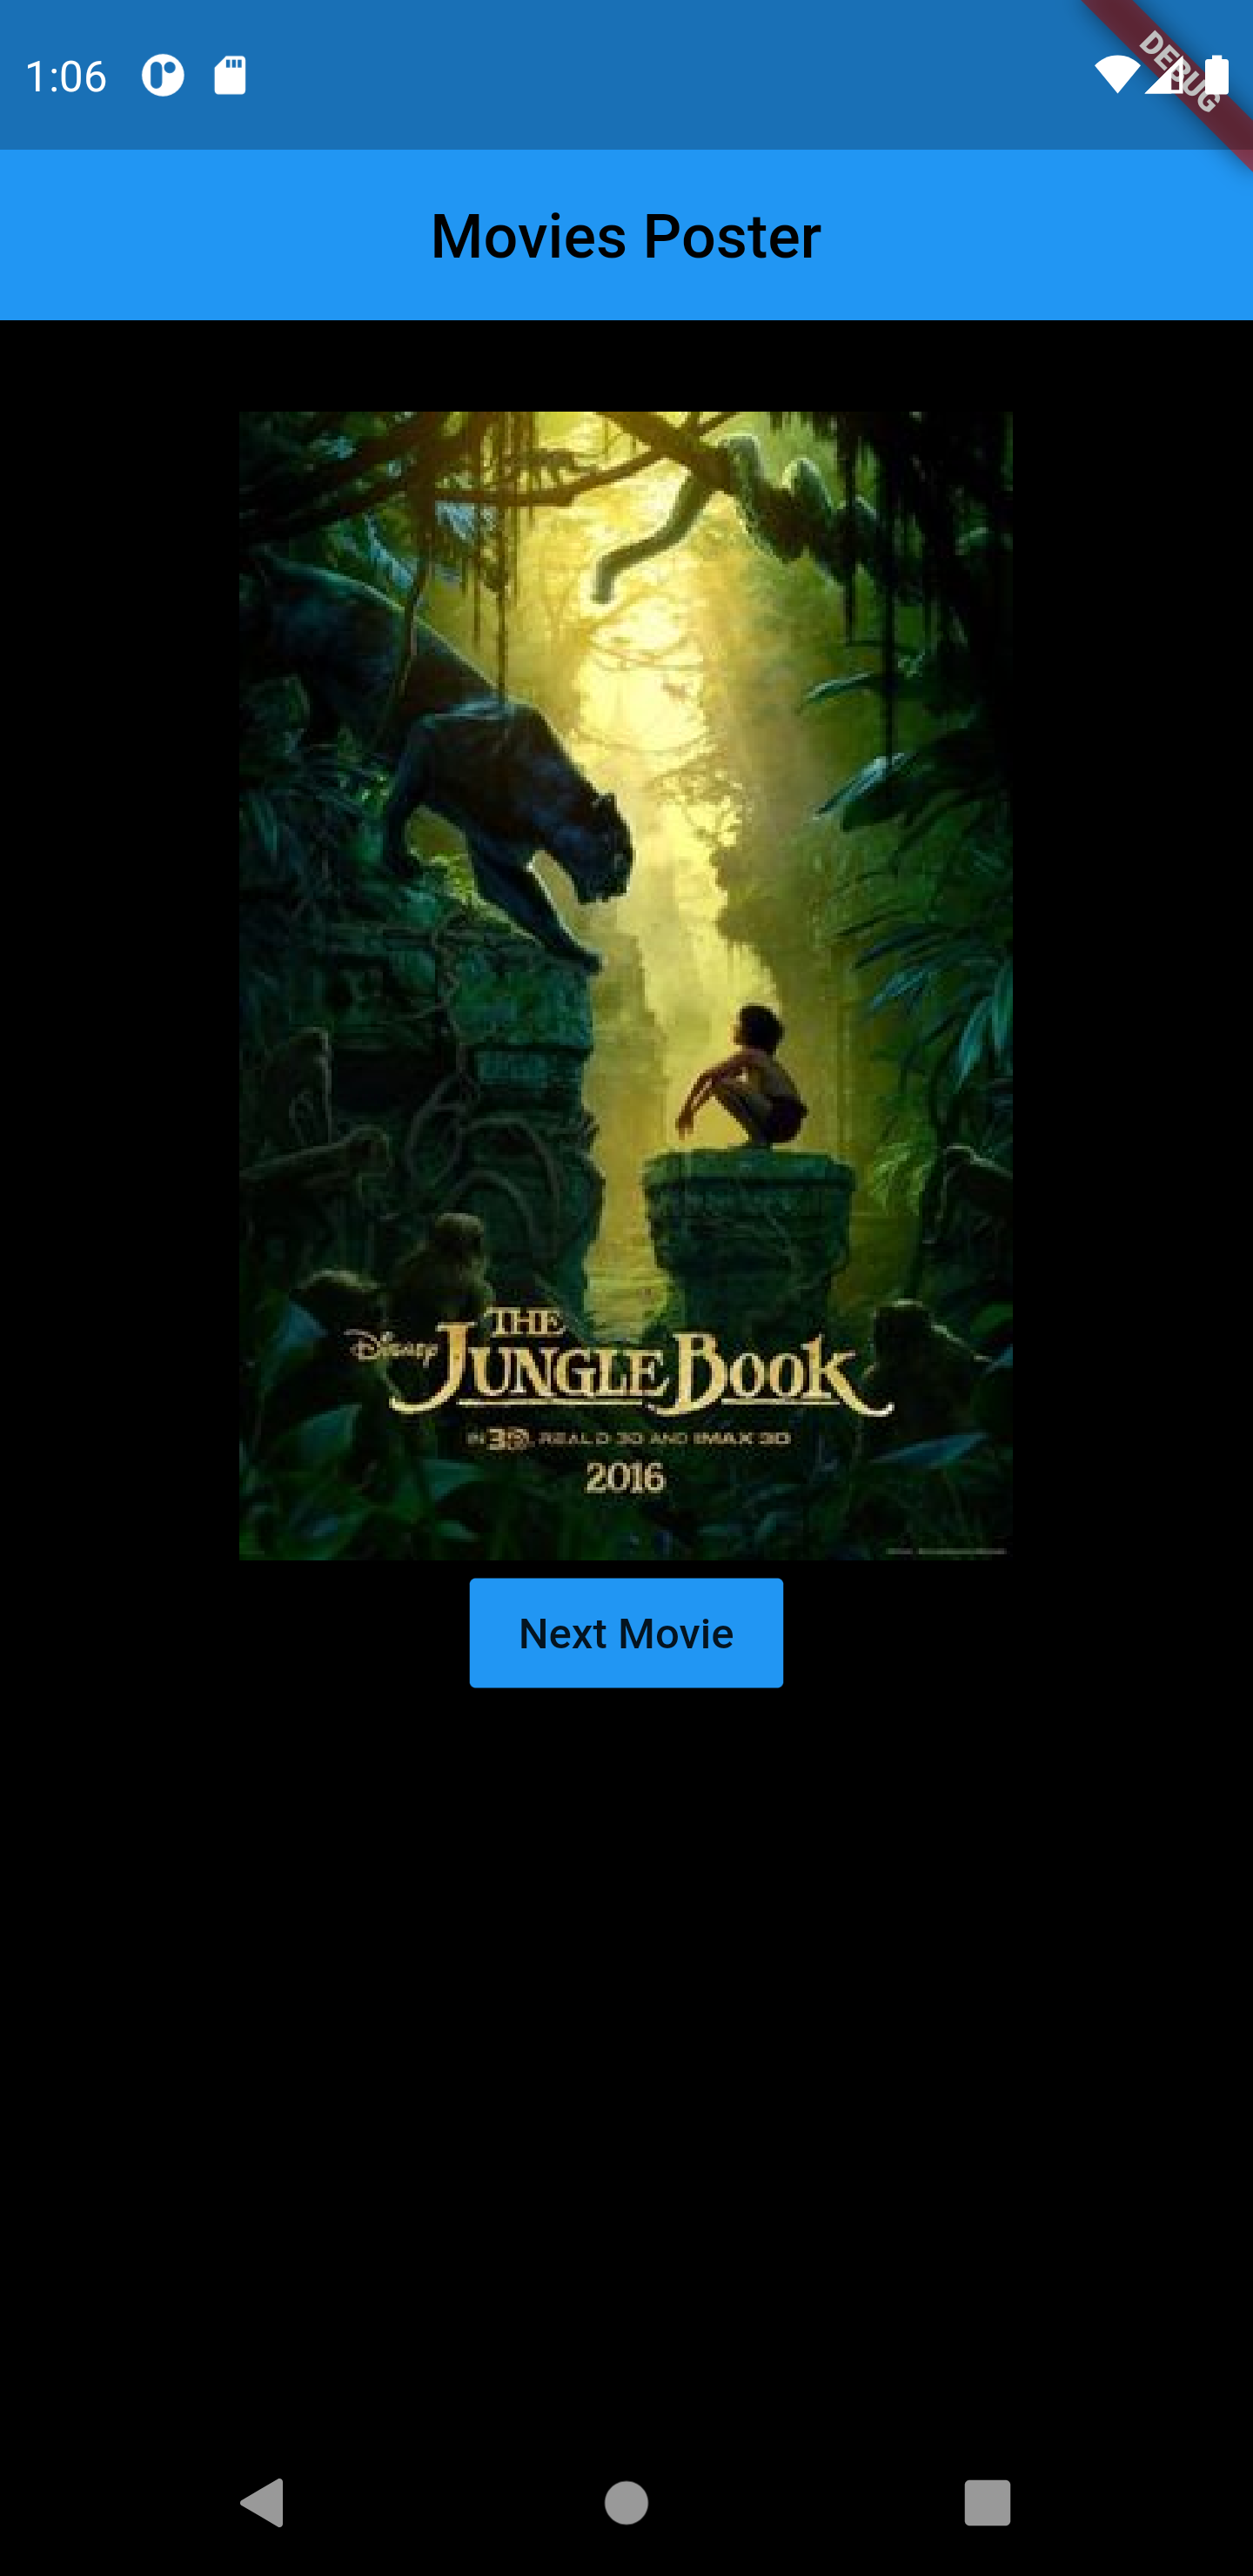 1:06
DEBUG
Movies Poster
THE
Disney JUNGLE BOOK
IN 3D, REAL D 3D AND IMAX 3D
2016
Next Movie